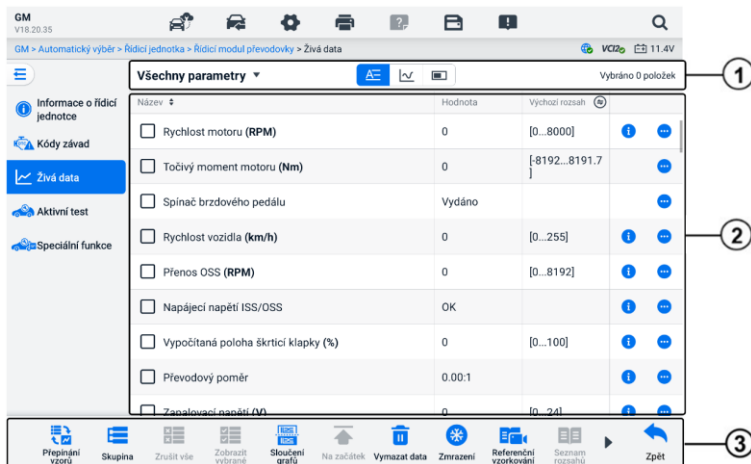 GM
V18.20.35
GM > Automatický výběr > Řídicí jednotka > Řídicí modul převodovky > Živá data
VCI2 11.4V
Všechny parametry ▼
Vybráno 0 položek
1
Informace o řídicí jednotce
Kódy závad
Živá data
Aktivní test
Speciální funkce
Název Hodnota Výchozí rozsah
Rychlost motoru (RPM) 0 [0...8000]
Točivý moment motoru (Nm) 0 [-8192...8191.7]
Spínač brzdového pedálu Vydáno
Rychlost vozidla (km/h) 0 [0...255]
2
Přenos OSS (RPM) 0 [0...8192]
Napájecí napětí ISS/OSS OK
Vypočítaná poloha škrticí klapky (%) 0 [0...100]
Převodový poměr 0.00:1
Zapalovací napětí (V) 0 [0...24]
Přepínání vzorů
Skupina
Zrušit vše
Zobrazit vybrané
Sloučení grafů
Na začátek
Vymazat data
Zmrazení
Referenční vzorkování
Seznam rozsahů
Zpět
3